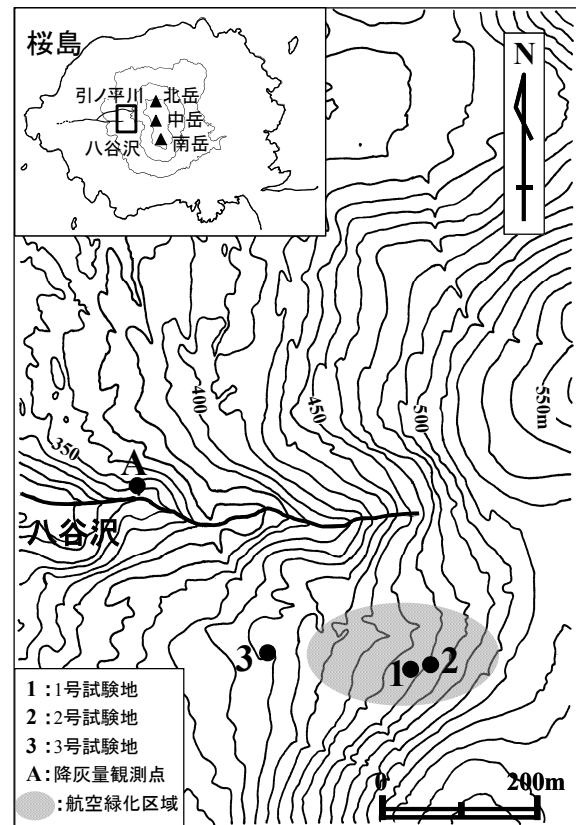 桜島
引ノ平川
北岳
中岳
八谷沢
南岳
N
550m
500
450
400
350
A
八谷沢
3
1
2
1:1号試験地
2:2号試験地
3:3号試験地
A:降灰量観測点
:航空緑化区域
0 200m